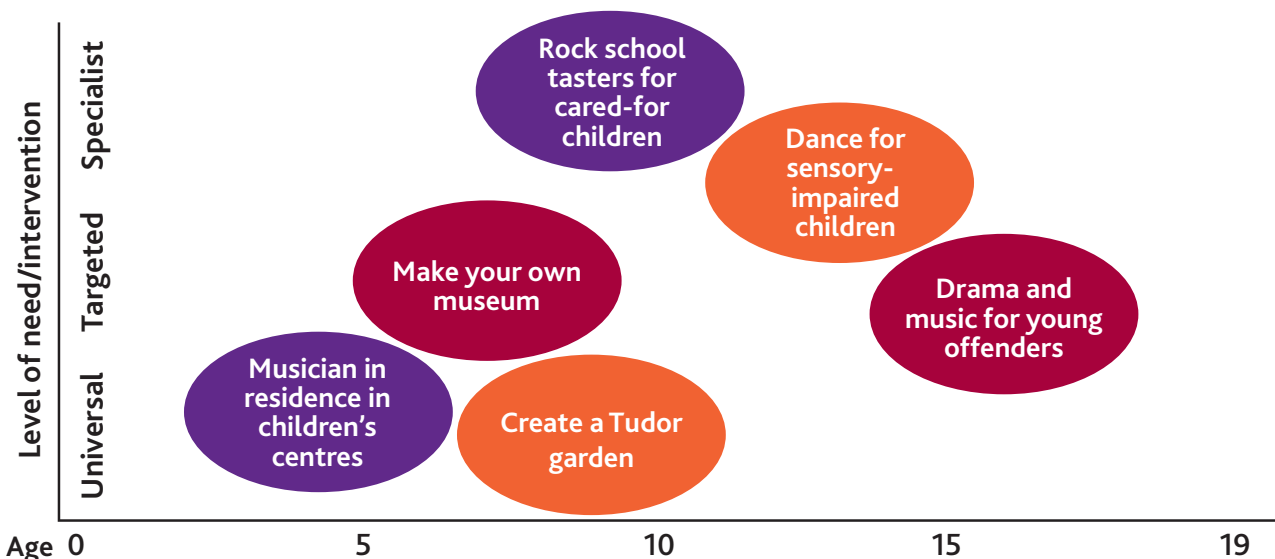 Level of need/intervention
Specialist
Targeted
Universal
Rock school
tasters for
cared-for
children
Dance for
sensory-
impaired
children
Make your own
museum
Drama and
music for young
offenders
Musician in
residence in
children’s
centres
Create a Tudor
garden
Age 0 5 10 15 19